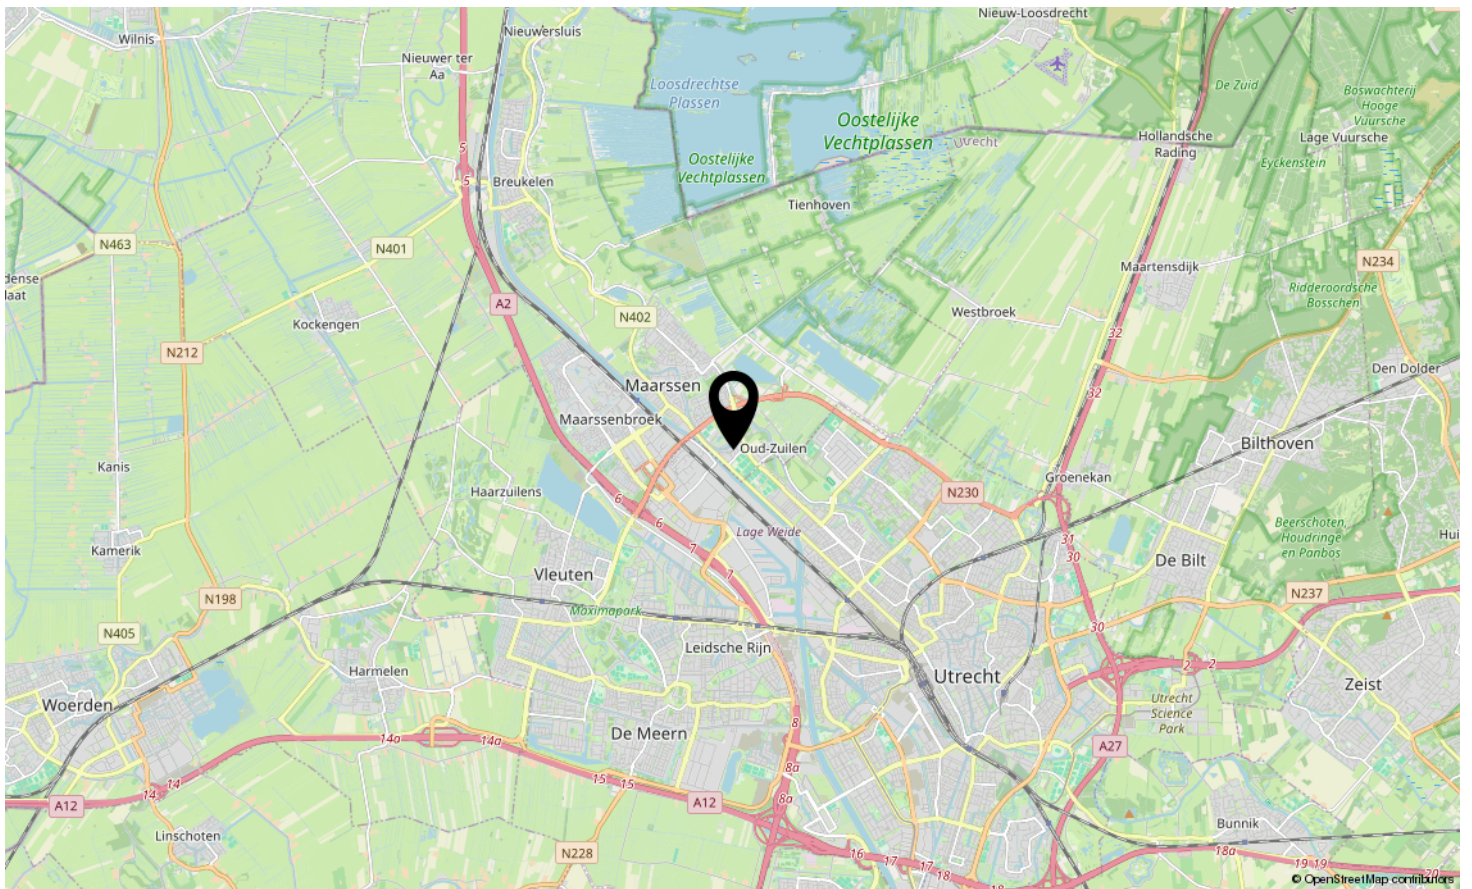 Wilnis
Nieuwersluis
Nieuw-Loosdrecht
Nieuwer ter
Aa
Loosdrechtse
Plassen
De Zuid
Boswachterij
Hooge
Vuursche
Oostelijke
Vechtplassen
Hollandsche
Rading
Lage Vuursche
Utrecht
5
Oostelijke
Vechtplassen
Eyckenstein
5
Breukelen
Tienhoven
N463
N401
N234
Maartensdijk
Ridderoordsche
Bosschen
A2
N402
Westbroek
Kockengen
N212
32
Den Dolder
Maarssen
32
Maarssenbroek
Oud-Zuilen
Bilthoven
Kanis
Groenekan
Haarzuilens
N230
6
6
Lage Weide
Beerschoten,
Houdringe
en Panbos
31
7
Kamerik
30
De Bilt
7
Vleuten
N198
N237
Maximapark
N405
30
Leidsche Rijn
2
2
Harmelen
Utrecht
Zeist
Woerden
Utrecht
Science
Park
8
De Meern
14a
14a
A27
8a
15
15
14
14
A12
A12
8a
Linschoten
Bunnik
N228
16
17
17
18
18a
19
19
20
18
© OpenStreetMap contributors